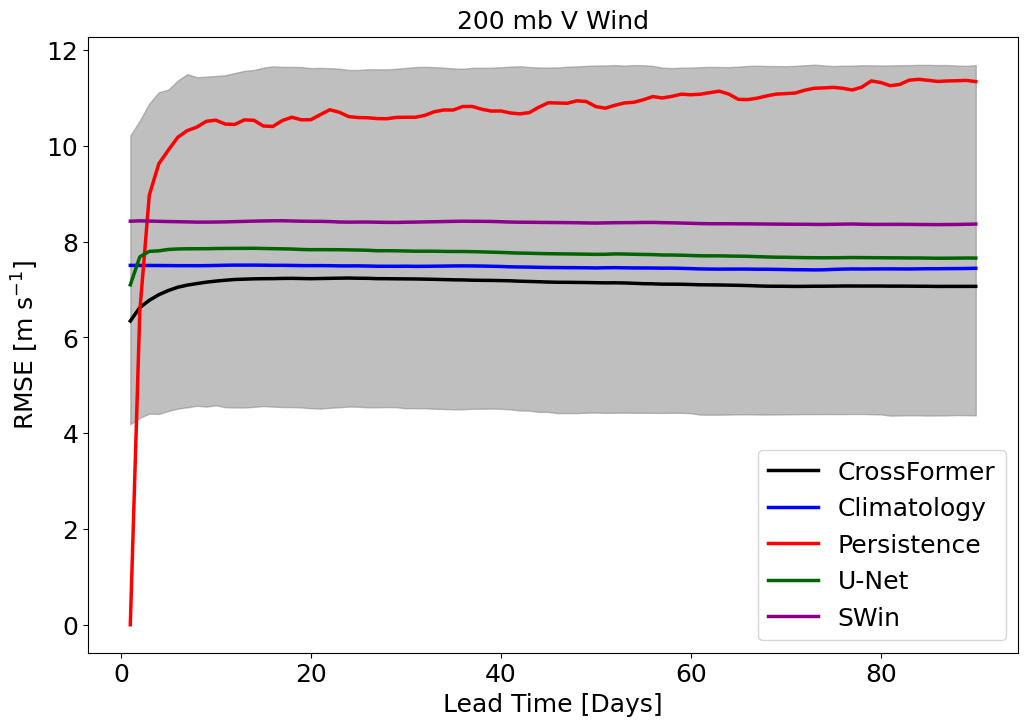 200 mb V Wind
RMSE [m s⁻¹]
12
10
8
6
4
2
0
0 20 40 60 80
Lead Time [Days]
CrossFormer
Climatology
Persistence
U-Net
SWin